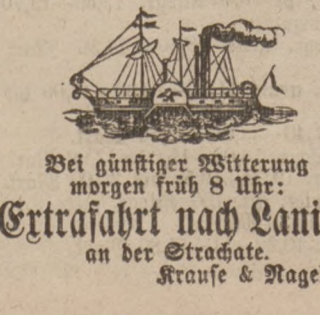 Bei günstiger Witterung
morgen früh 8 Uhr:
Extrafahrt nach Lani
an der Strachate.
Krause & Nage